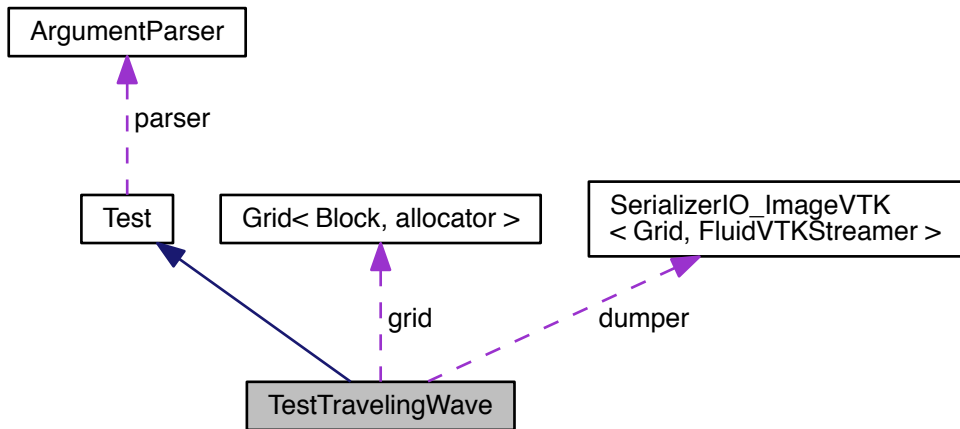 ArgumentParser
parser
Test
Grid< Block, allocator >
SerializerIO_ImageVTK
< Grid, FluidVTKStreamer >
grid
dumper
TestTravelingWave